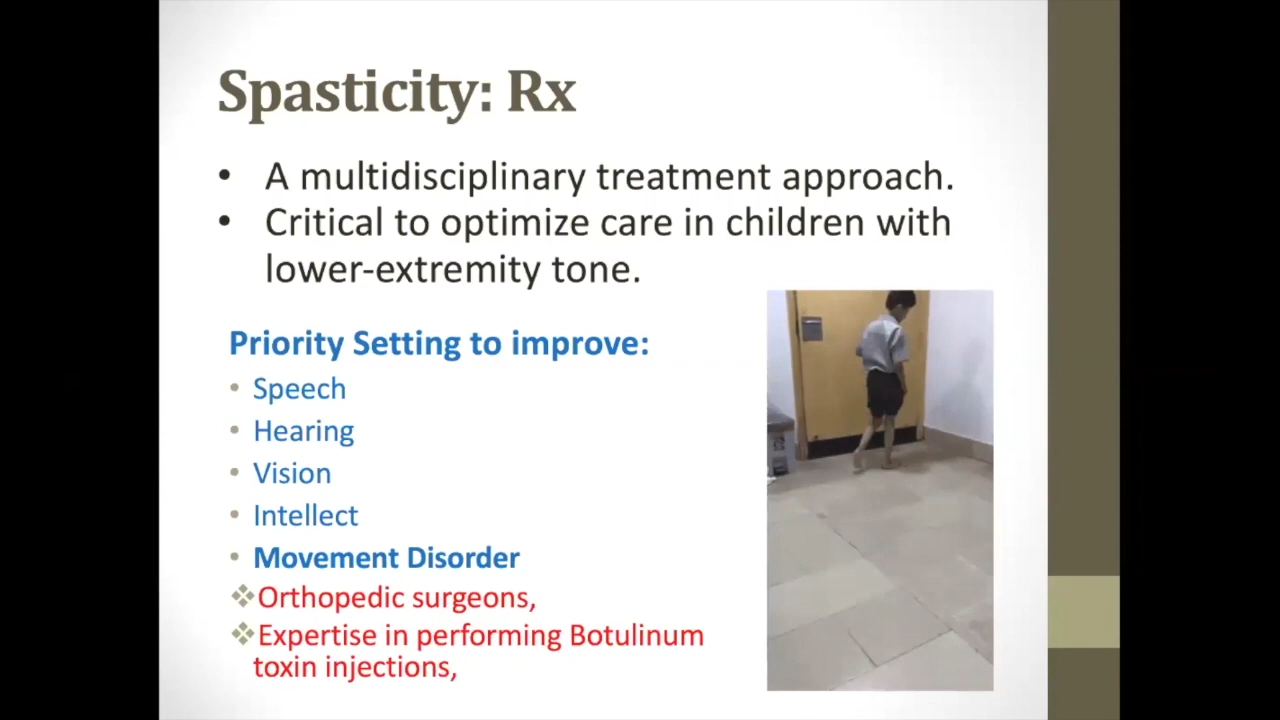 Spasticity: Rx
• A multidisciplinary treatment approach.
• Critical to optimize care in children with
lower-extremity tone.
Priority Setting to improve:
• Speech
• Hearing
• Vision
• Intellect
• Movement Disorder
❖Orthopedic surgeons,
❖Expertise in performing Botulinum
toxin injections,